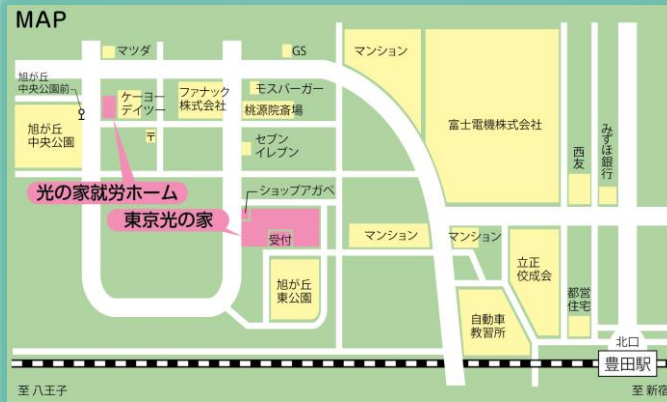 MAP
マツダ
GS
マンション
旭が丘
中央公園前
ケーヨー
デイツー
ファナック
株式会社
モスバーガー
桃源院斎場
富士電機株式会社
旭が丘
中央公園
〒
セブン
イレブン
西友
みずほ銀行
光の家就労ホーム
ショップアガペ
東京光の家
受付
マンション
マンション
旭が丘
東公園
立正
佼成会
都営
住宅
自動車
教習所
北口
豊田駅
至 八王子
至 新宿